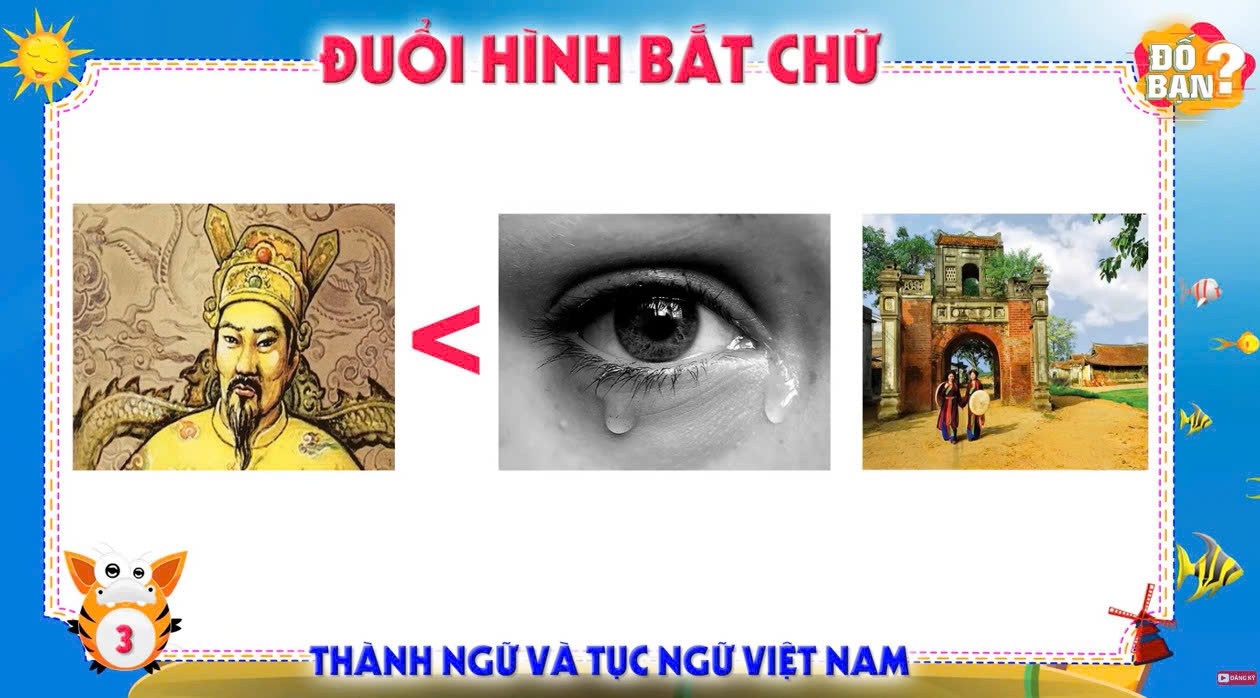 ĐUỔI HÌNH BẮT CHỮ
ĐỐ
BẠN?
<
3
THÀNH NGỮ VÀ TỤC NGỮ VIỆT NAM
ĐĂNG KÝ